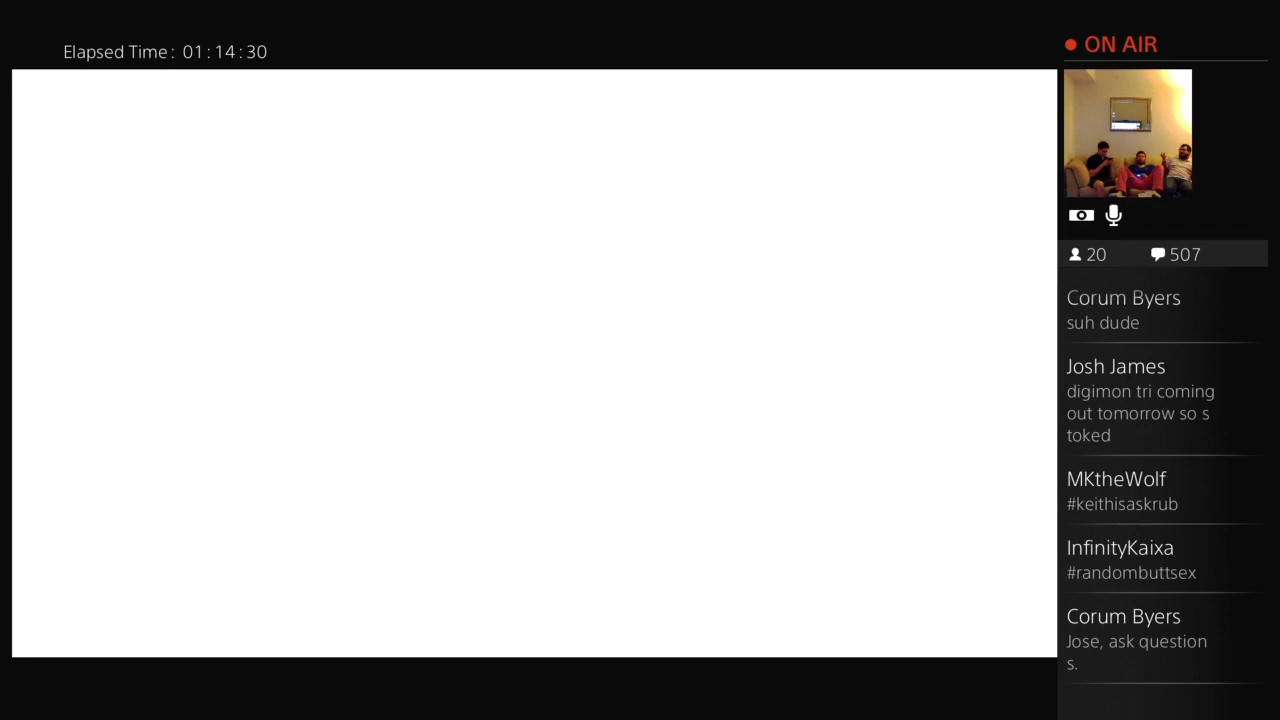 Elapsed Time: 01:14:30
ON AIR
20 507
Corum Byers
suh dude
Josh James
digimon tri coming
out tomorrow so s
toked
MKtheWolf
#keithisaskrub
InfinityKaixa
#randombuttsex
Corum Byers
Jose, ask question
s.